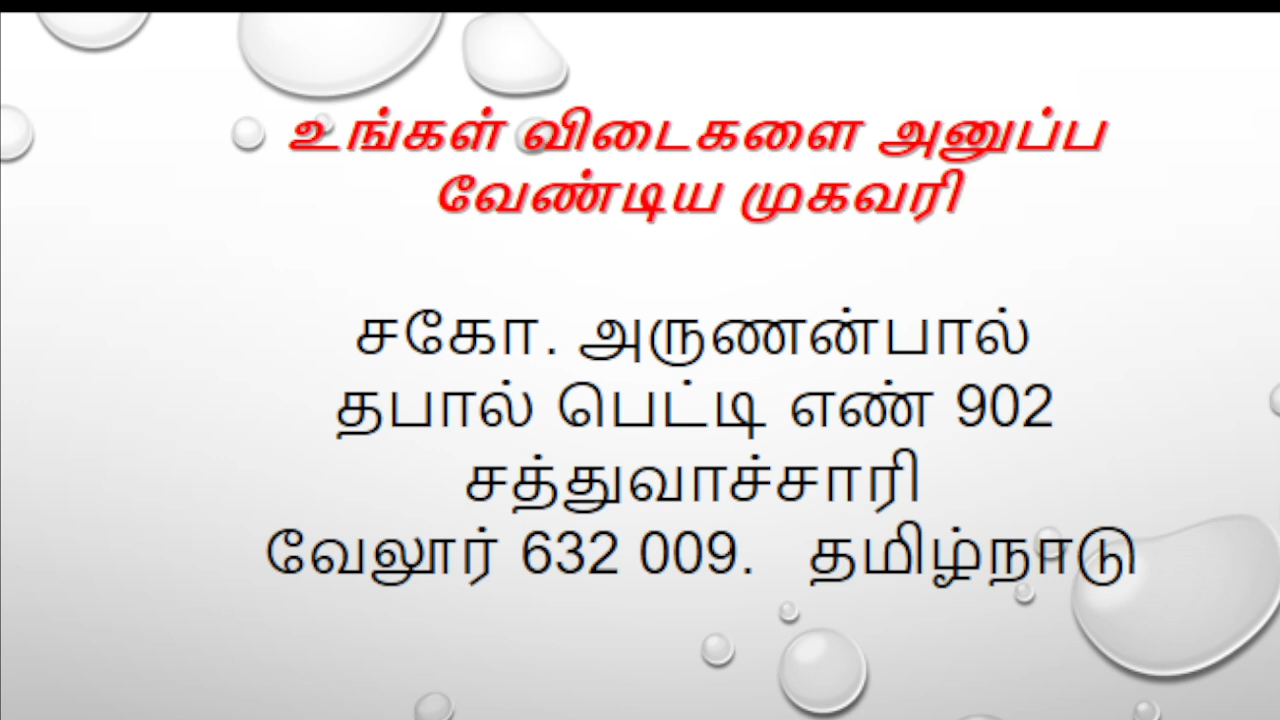 உங்கள் விடைகளை அனுப்ப
வேண்டிய முகவரி
சகோ. அருணன்பால்
தபால் பெட்டி எண் 902
சத்துவாச்சாரி
வேலூர் 632 009. தமிழ்நாடு